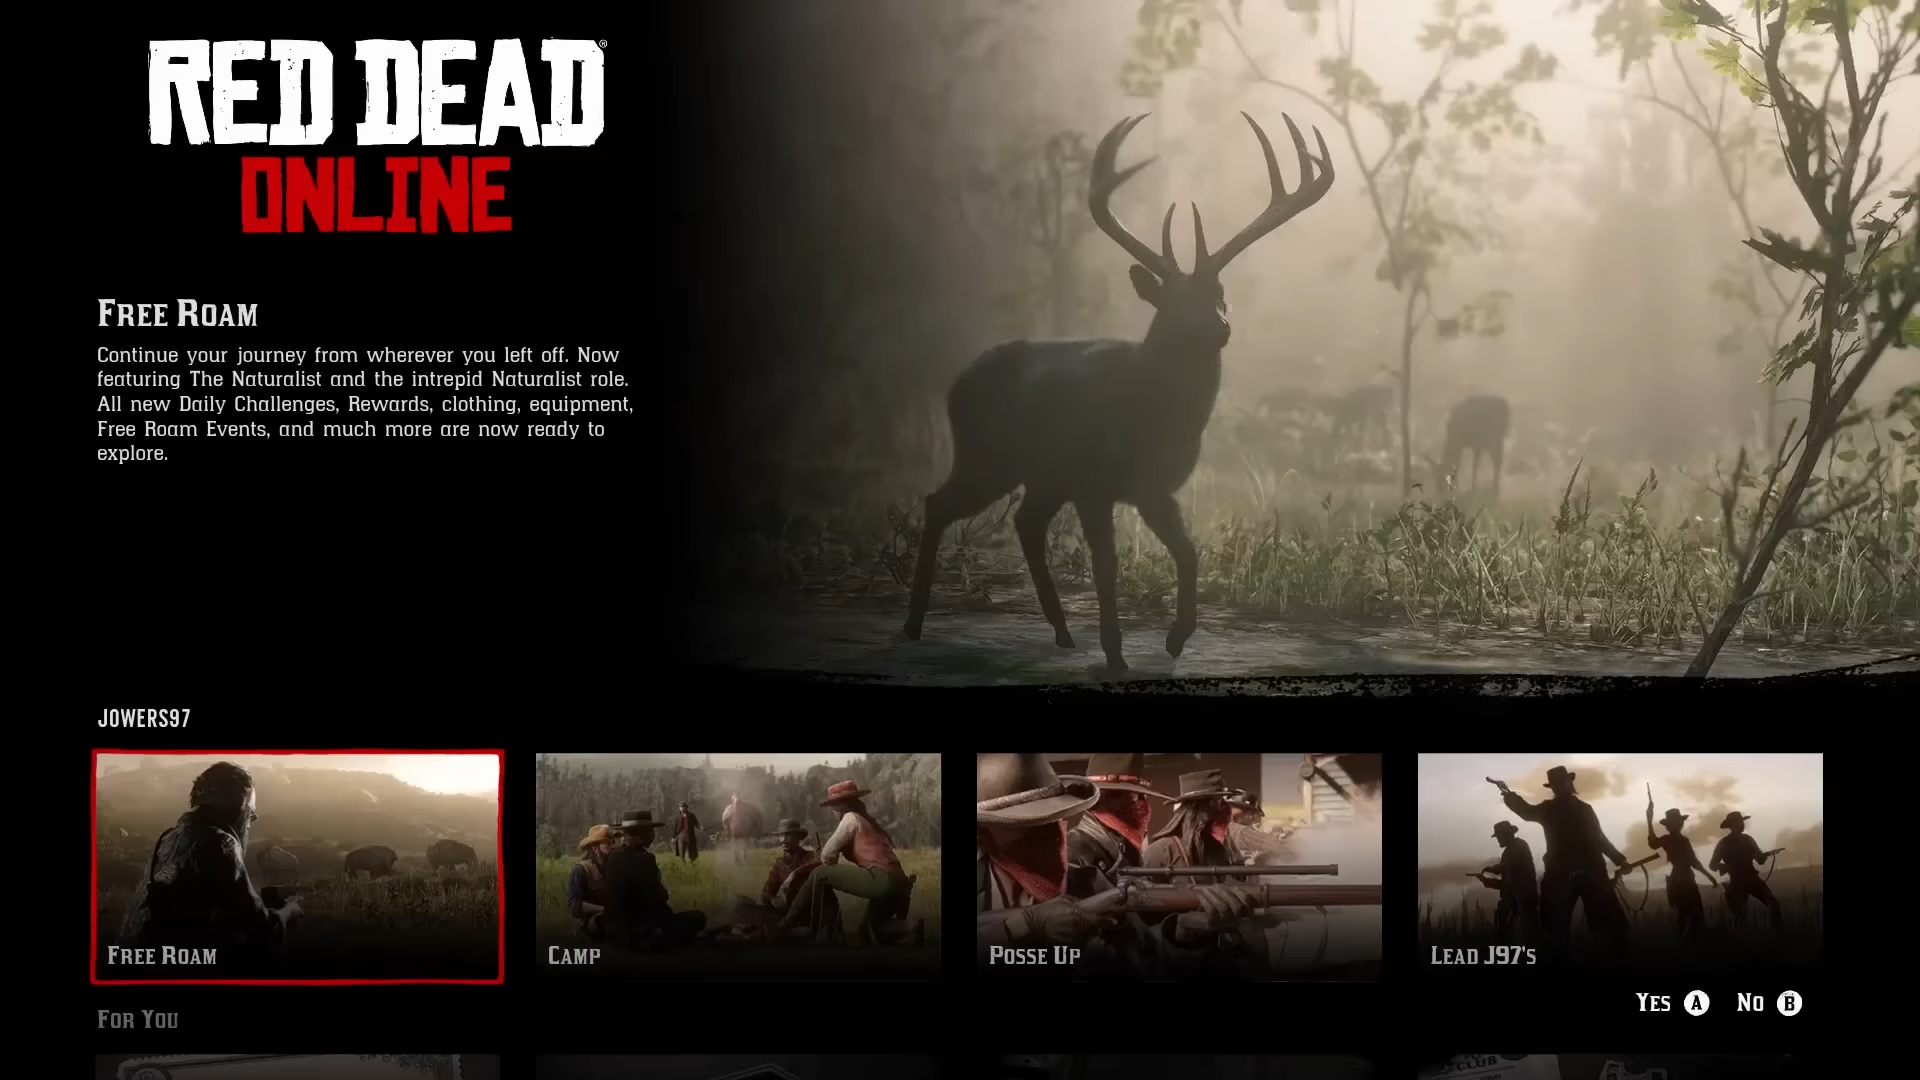 RED DEAD®
ONLINE
FREE ROAM
Continue your journey from wherever you left off. Now
featuring The Naturalist and the intrepid Naturalist role.
All new Daily Challenges, Rewards, clothing, equipment,
Free Roam Events, and much more are now ready to
explore.
JOWERS97
FREE ROAM
CAMP
POSSE UP
LEAD J97'S
YES A NO B
FOR YOU
CLUB